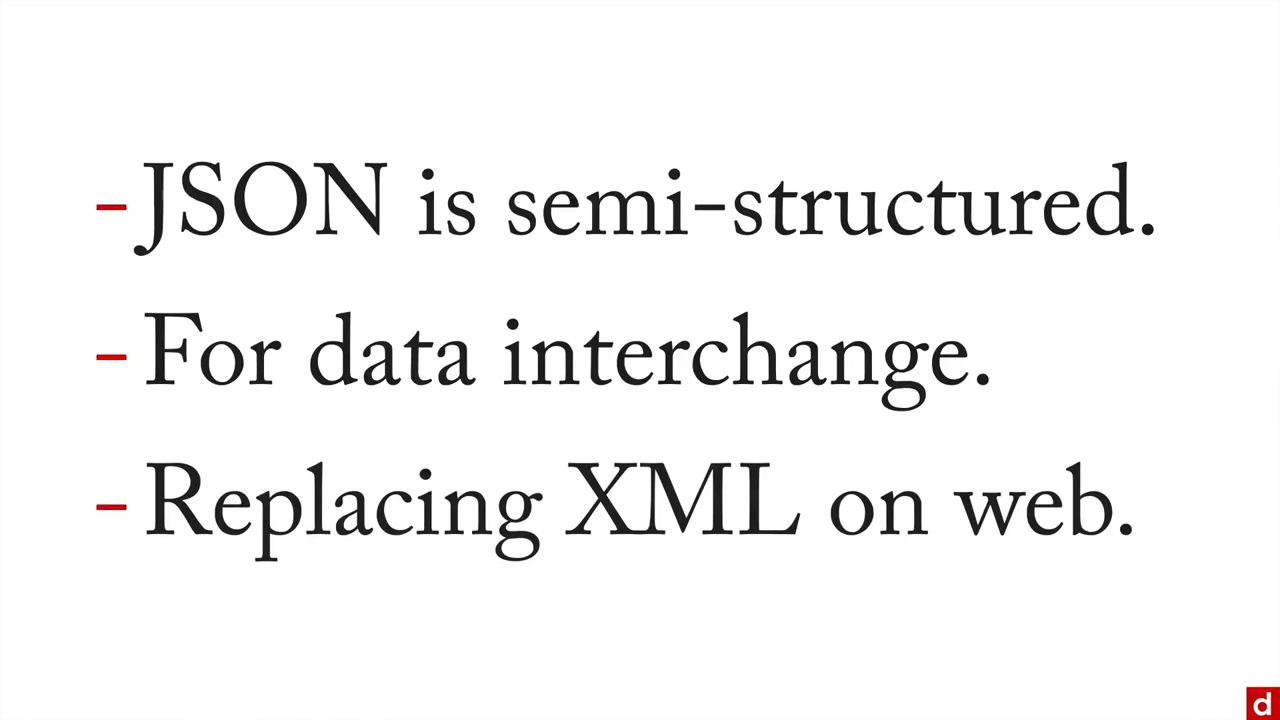 -JSON is semi-structured.
-For data interchange.
-Replacing XML on web.
d